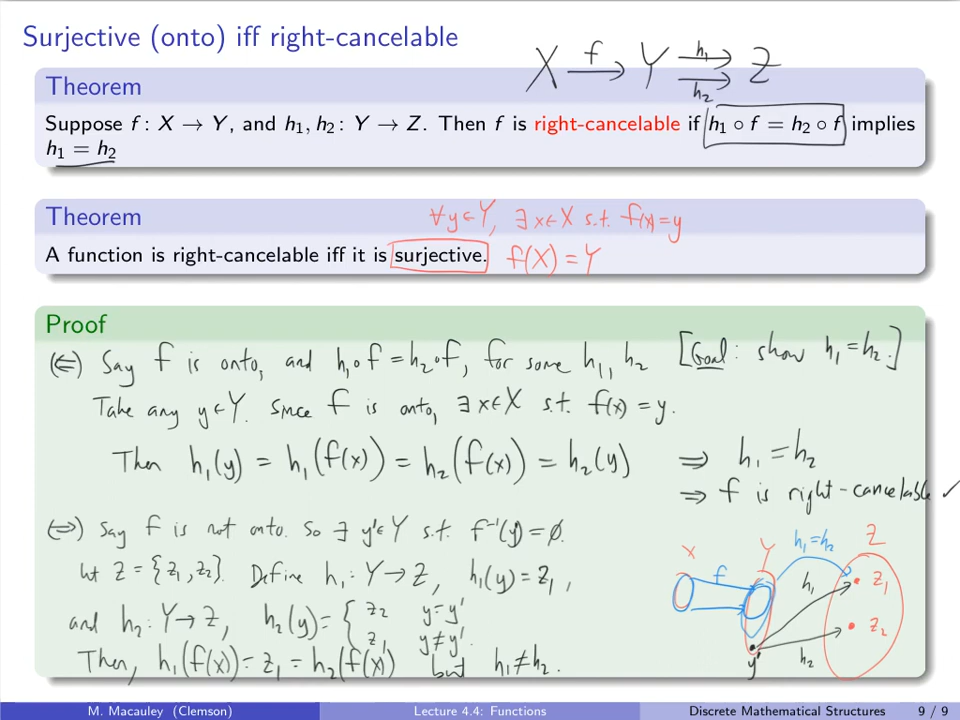 Surjective (onto) iff right-cancelable
X f→ Y h₁⇉h₂ Z
Theorem
Suppose f : X → Y, and h₁, h₂ : Y → Z. Then f is right-cancelable if h₁ ∘ f = h₂ ∘ f implies
h₁ = h₂
Theorem
∀y∈Y, ∃x∈X s.t. f(x)=y
A function is right-cancelable iff it is surjective. f(X) = Y
Proof
(⇐) Say f is onto, and h₁∘f = h₂∘f, for some h₁, h₂ [Goal: show h₁=h₂.]
Take any y∈Y. Since f is onto, ∃x∈X s.t. f(x)=y.
Then h₁(y) = h₁(f(x)) = h₂(f(x)) = h₂(y) ⇒ h₁=h₂
⇒ f is right-cancelable ✓
(⇒) Say f is not onto. So ∃ y'∈Y s.t. f⁻¹(y)=∅.
let Z = {z₁, z₂}. Define h₁: Y→Z, h₁(y)=z₁,
and h₂: Y→Z, h₂(y) = { z₂ y=y'
z₁ y≠y'
Then, h₁(f(x)) = z₁ = h₂(f(x)) but h₁≠h₂.
X f Y h₁=h₂ Z
h₁ z₁
z₂
y' h₂
M. Macauley (Clemson) Lecture 4.4: Functions Discrete Mathematical Structures 9 / 9